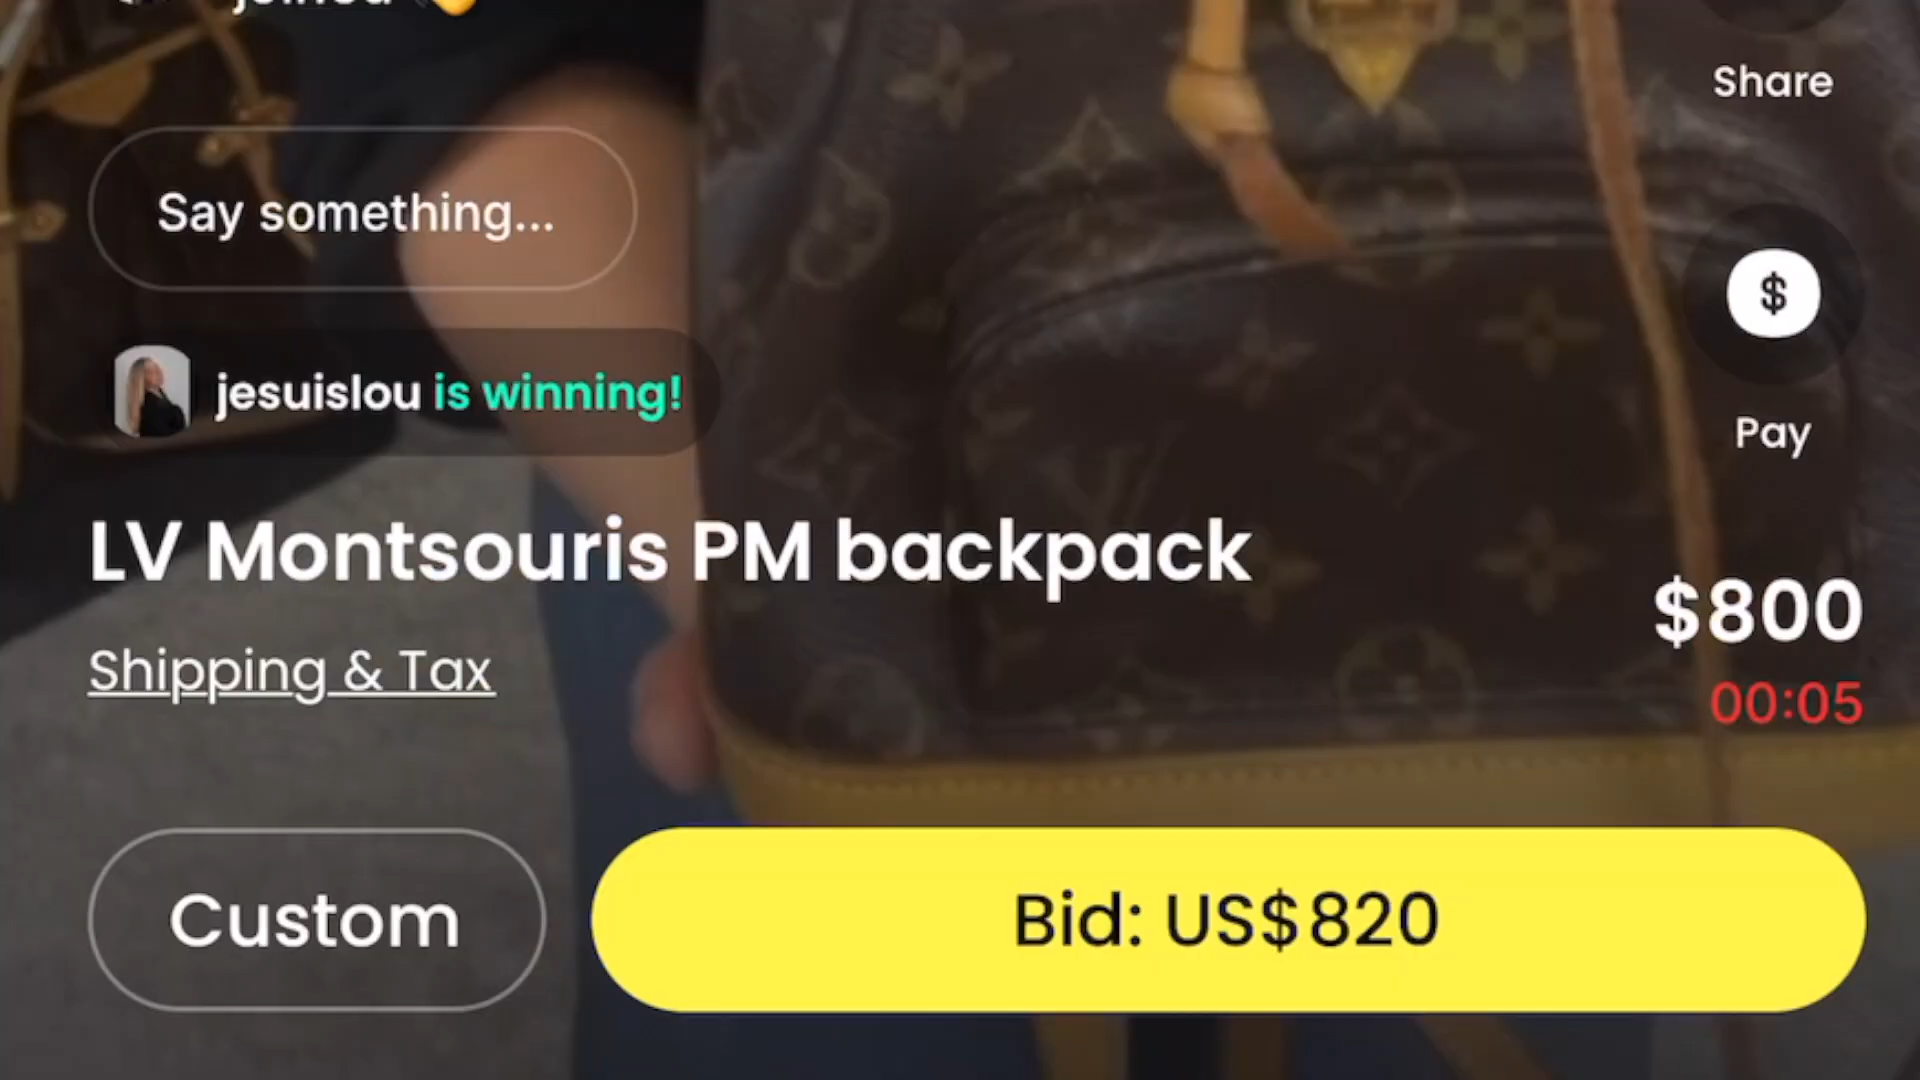 Share
Say something...
$
jesuislou is winning!
Pay
LV Montsouris PM backpack
$800
Shipping & Tax
00:05
Custom
Bid: US$820